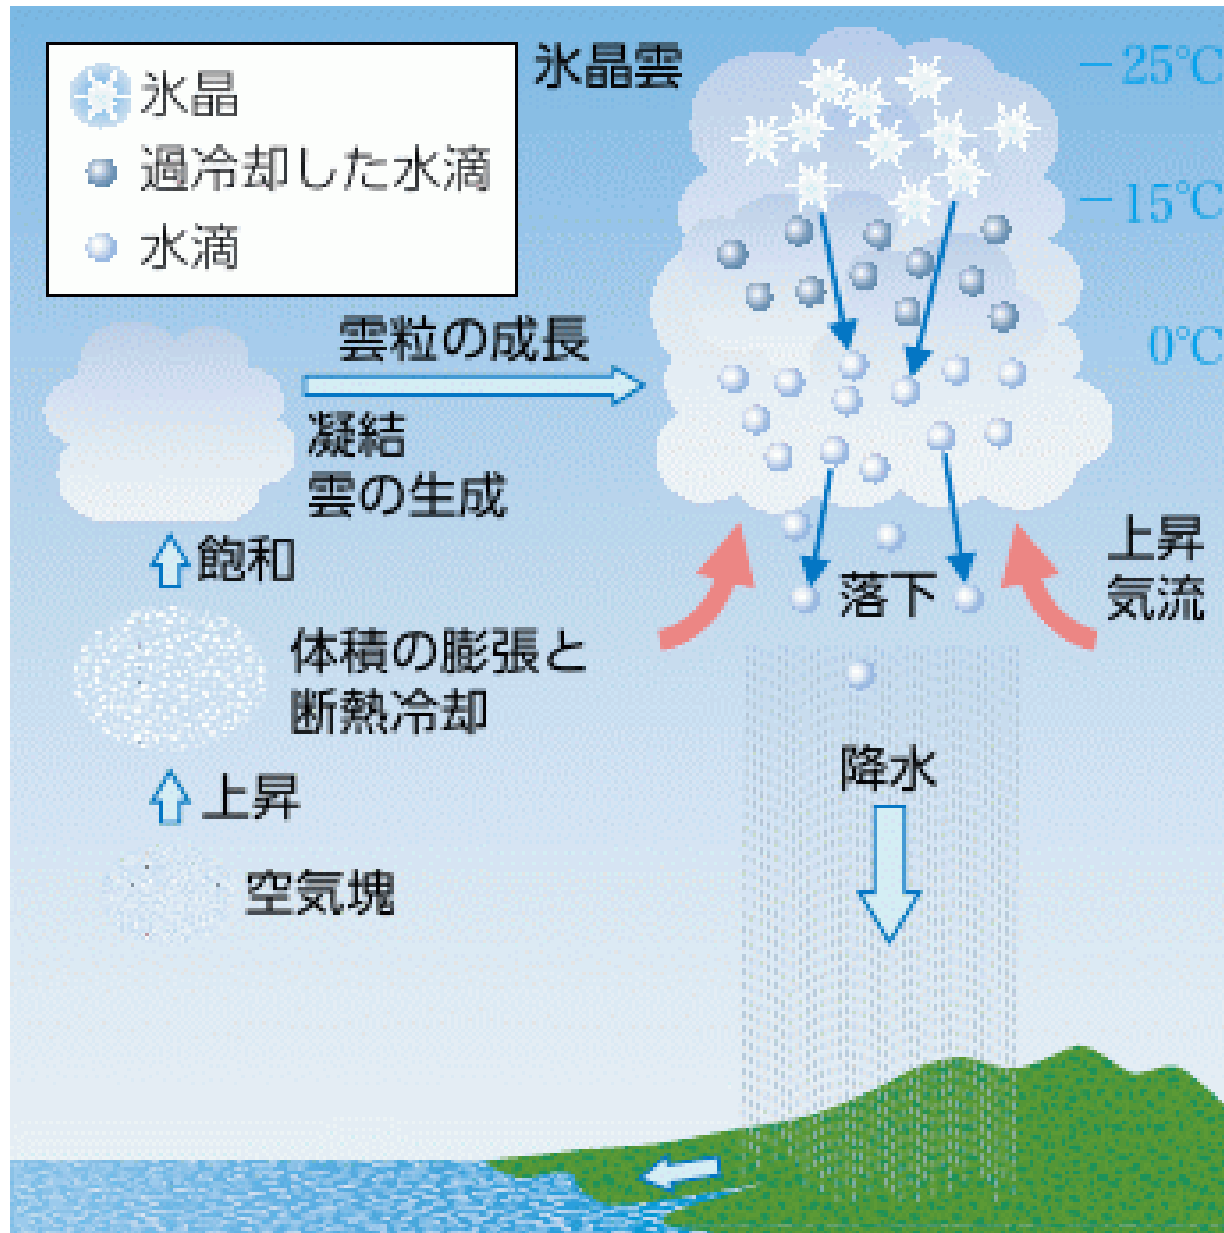 氷晶
過冷却した水滴
水滴
氷晶雲
−25℃
−15℃
0℃
雲粒の成長
凝結
雲の生成
飽和
体積の膨張と
断熱冷却
上昇
空気塊
上昇
気流
落下
降水